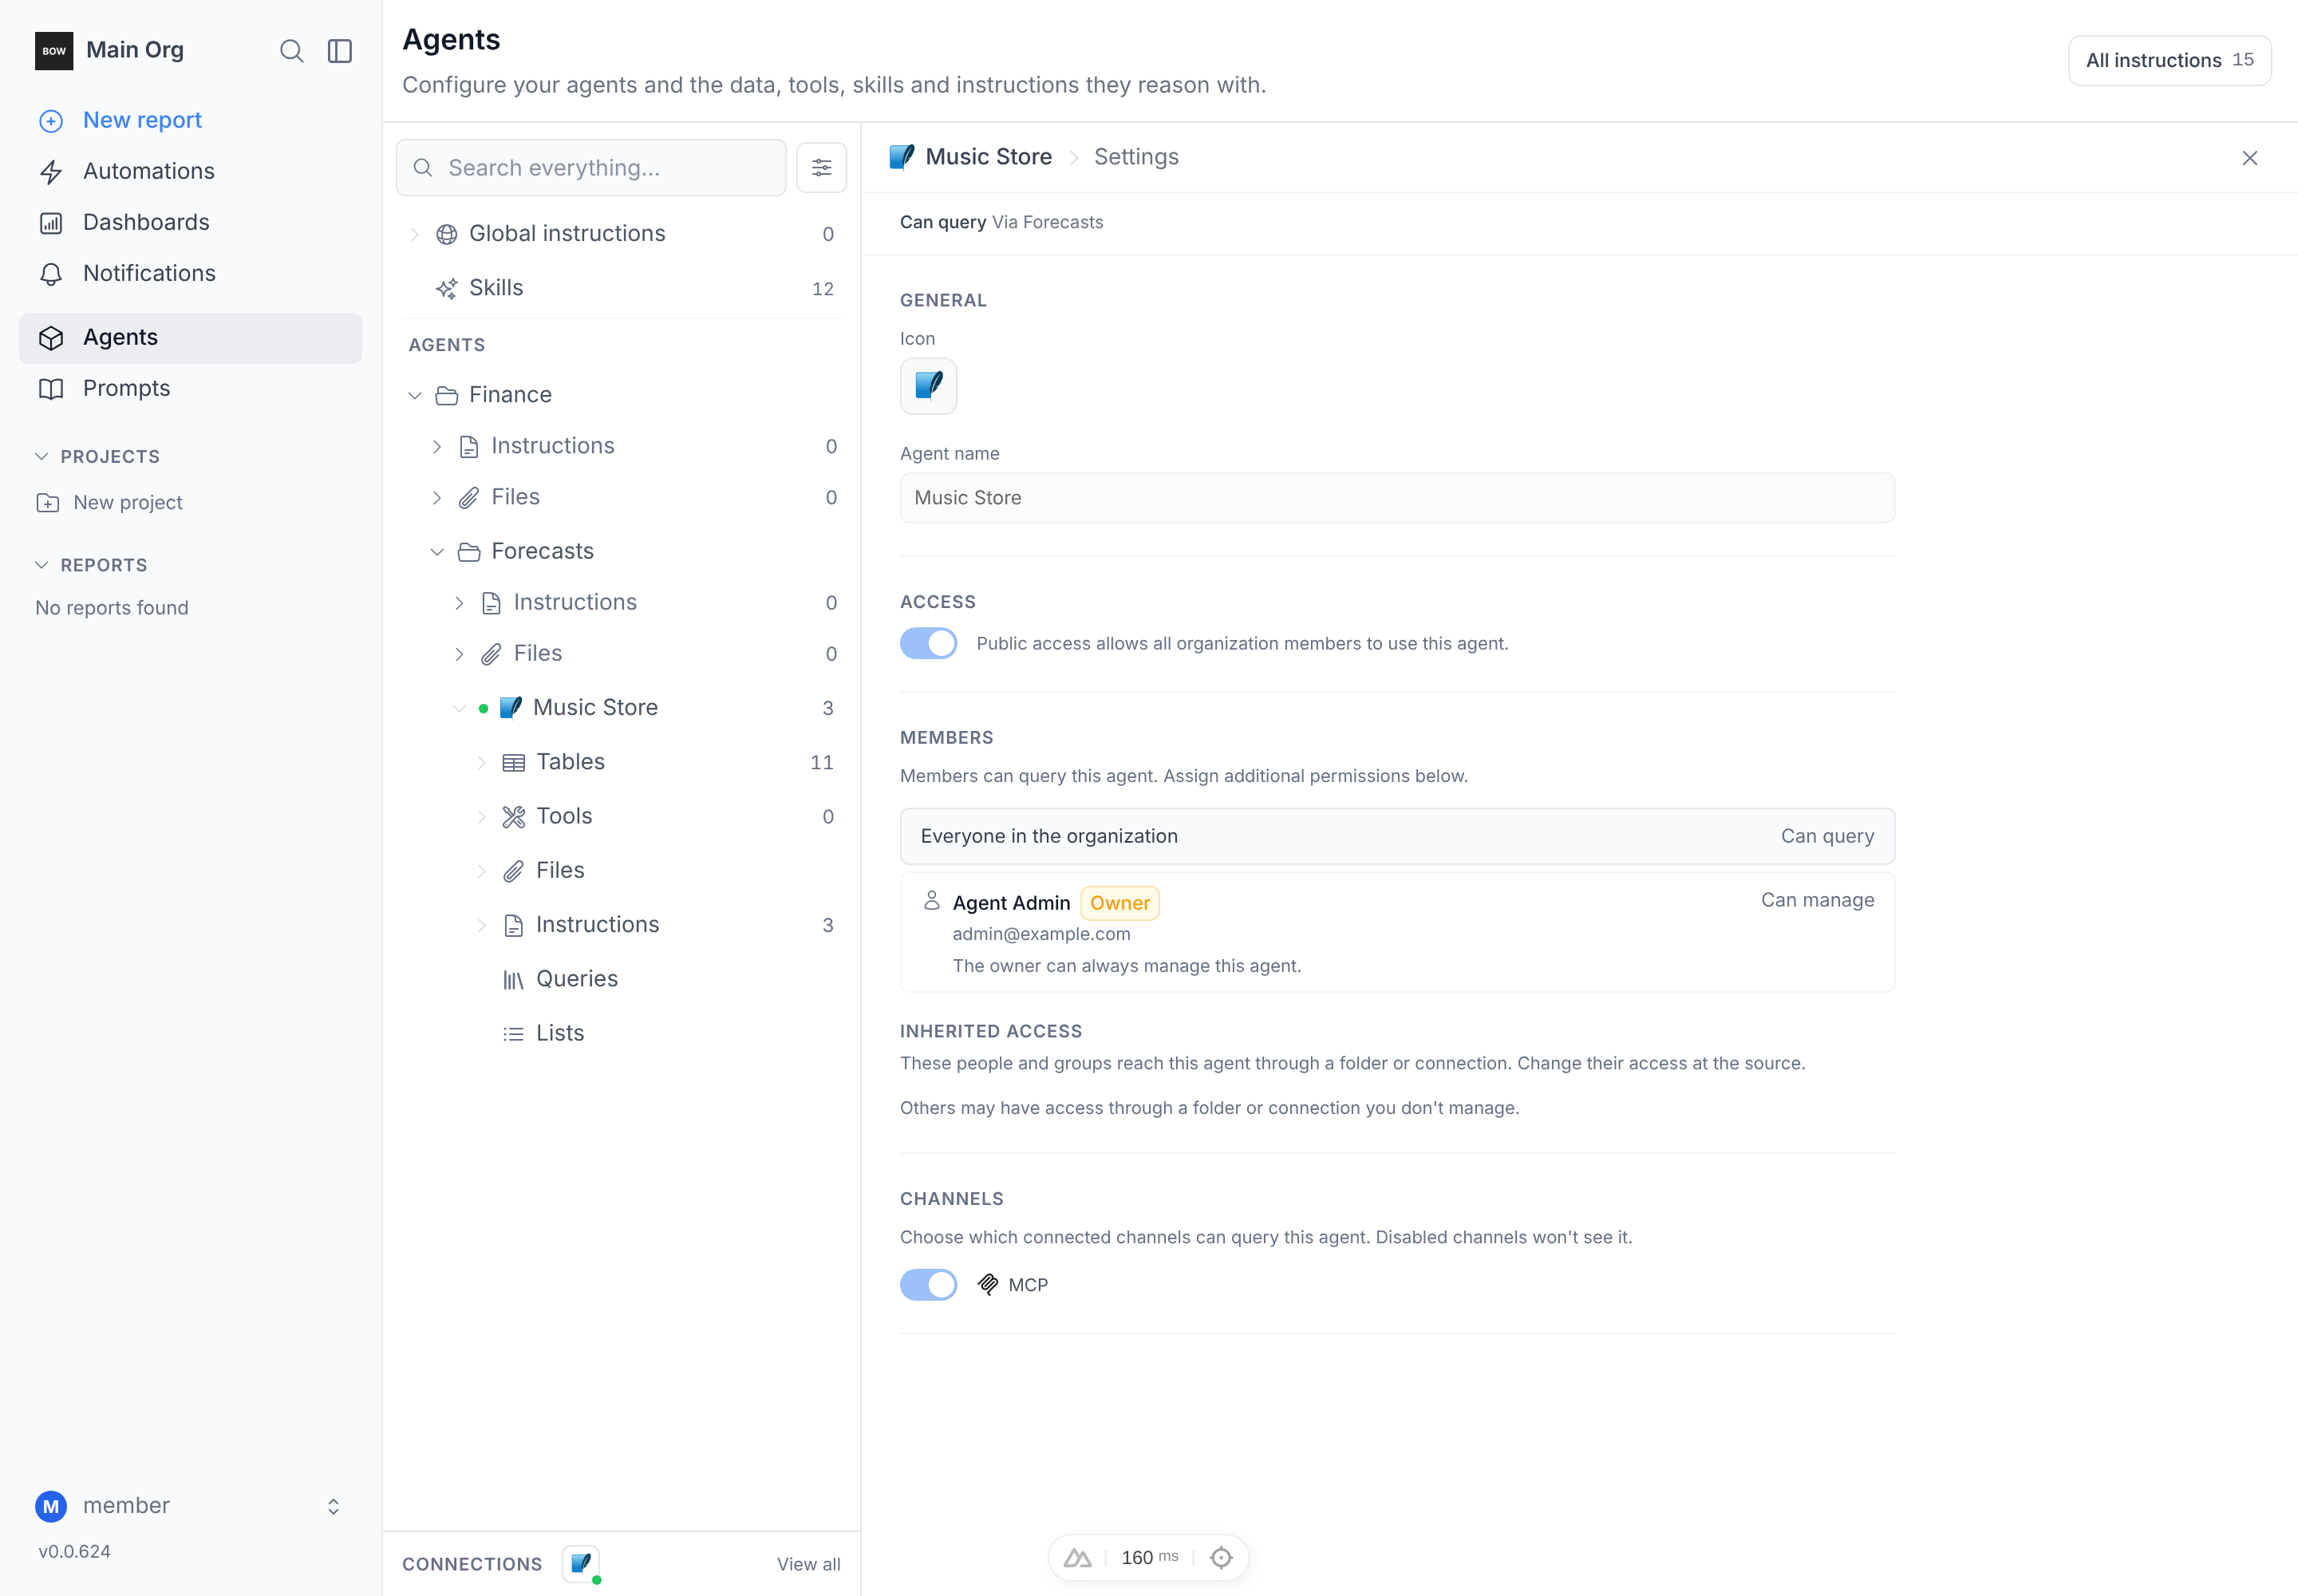 BOW
Main Org
New report
Automations
Dashboards
Notifications
Agents
Prompts
PROJECTS
New project
REPORTS
No reports found
M
member
v0.0.624
Agents
Configure your agents and the data, tools, skills and instructions they reason with.
All instructions 15
Search everything...
Global instructions 0
Skills 12
AGENTS
Finance
Instructions 0
Files 0
Forecasts
Instructions 0
Files 0
Music Store 3
Tables 11
Tools 0
Files
Instructions 3
Queries
Lists
CONNECTIONS
View all
Music Store
Settings
Can query Via Forecasts
GENERAL
Icon
Agent name
Music Store
ACCESS
Public access allows all organization members to use this agent.
MEMBERS
Members can query this agent. Assign additional permissions below.
Everyone in the organization Can query
Agent Admin Owner Can manage
admin@example.com
The owner can always manage this agent.
INHERITED ACCESS
These people and groups reach this agent through a folder or connection. Change their access at the source.
Others may have access through a folder or connection you don't manage.
CHANNELS
Choose which connected channels can query this agent. Disabled channels won't see it.
MCP
160 ms